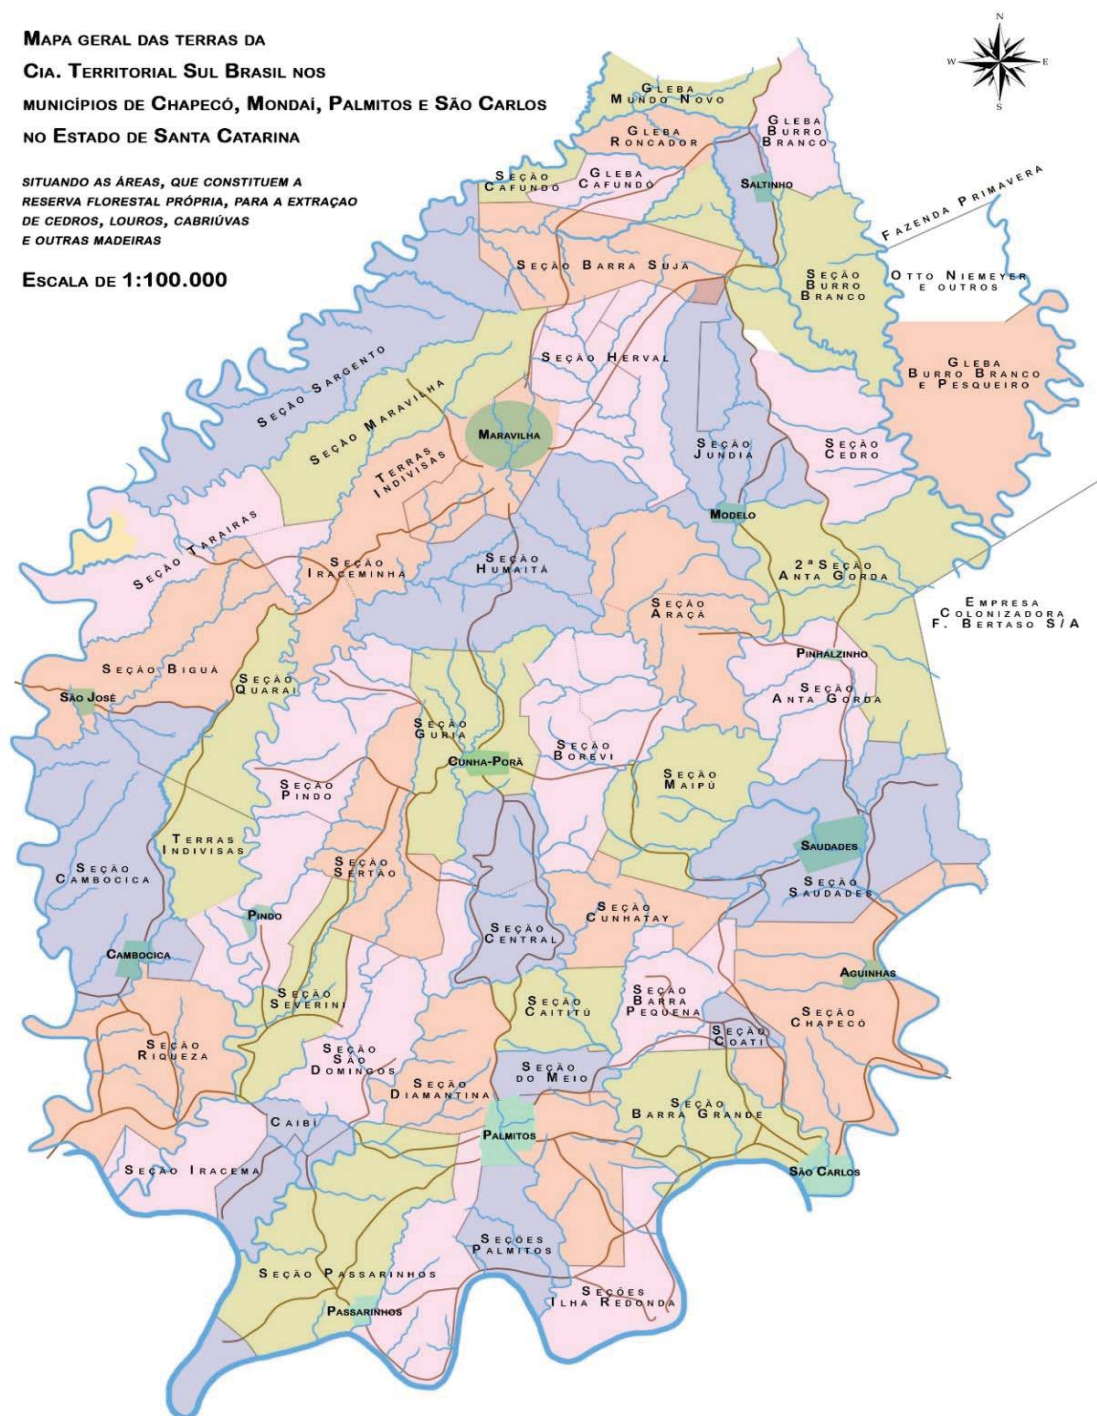 Mapa geral das terras da
Cia. Territorial Sul Brasil nos
municípios de Chapecó, Mondaí, Palmitos e São Carlos
no Estado de Santa Catarina
situando as áreas, que constituem a
reserva florestal própria, para a extraçao
de cedros, louros, cabriúvas
e outras madeiras
Escala de 1:100.000
N
W
E
S
Gleba
Mundo Novo
Gleba
Roncador
Gleba
Burro
Branco
Seção
Cafundó
Gleba
Cafundó
Saltinho
Fazenda Primavera
Seção Barra Suja
Seção
Burro
Branco
Otto Niemeyer
e outros
Seção Sargento
Seção Herval
Gleba
Burro Branco
e Pesqueiro
Seção Maravilha
Maravilha
Terras
Indivisas
Seção
Jundia
Seção
Cedro
Modelo
Seção Tarairas
Seção
Iraceminha
Seção
Humaitá
2ª Seção
Anta Gorda
Seção
Araçá
Empresa
Colonizadora
F. Bertaso S/A
Pinhalzinho
Seção Biguá
Seção
Quarai
São José
Seção
Anta Gorda
Seção
Guria
Seção
Borevi
Cunha-Porã
Seção
Maipú
Seção
Pindo
Terras
Indivisas
Saudades
Seção
Cambocica
Seção
Sertão
Seção
Saudades
Pindo
Seção
Cunhatay
Seção
Central
Cambocica
Aguinhas
Seção
Severini
Seção
Caititú
Seção
Barra
Pequena
Seção
Chapecó
Seção
Coati
Seção
Riqueza
Seção
São
Domingos
Seção
do Meio
Seção
Diamantina
Seção
Barra Grande
Caibí
Palmitos
Seção Iracema
São Carlos
Seções
Palmitos
Seção Passarinhos
Seções
Ilha Redonda
Passarinhos